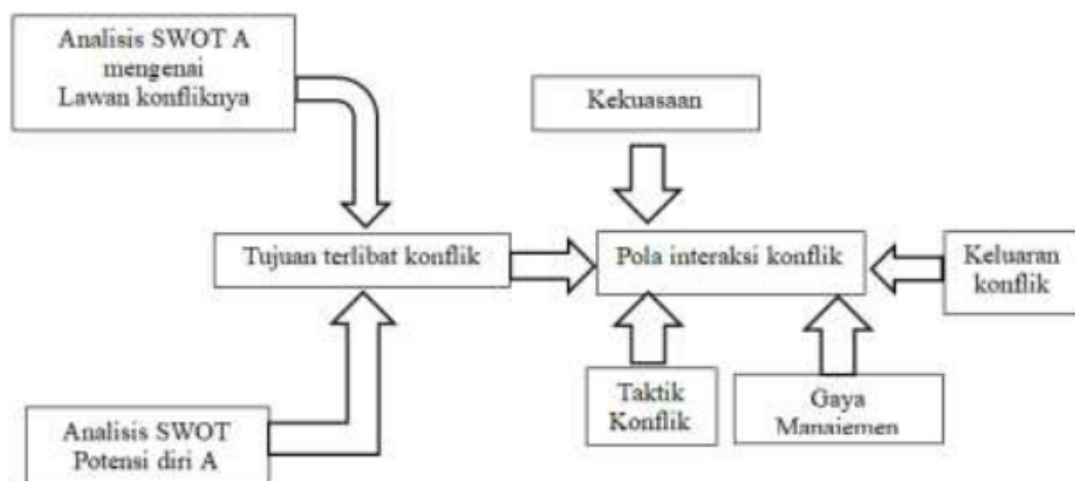 Analisis SWOT A
mengenai
Lawan konfliknya
Kekuasaan
Tujuan terlibat konflik
Pola interaksi konflik
Keluaran
konflik
Taktik
Konflik
Gaya
Manajemen
Analisis SWOT
Potensi diri A